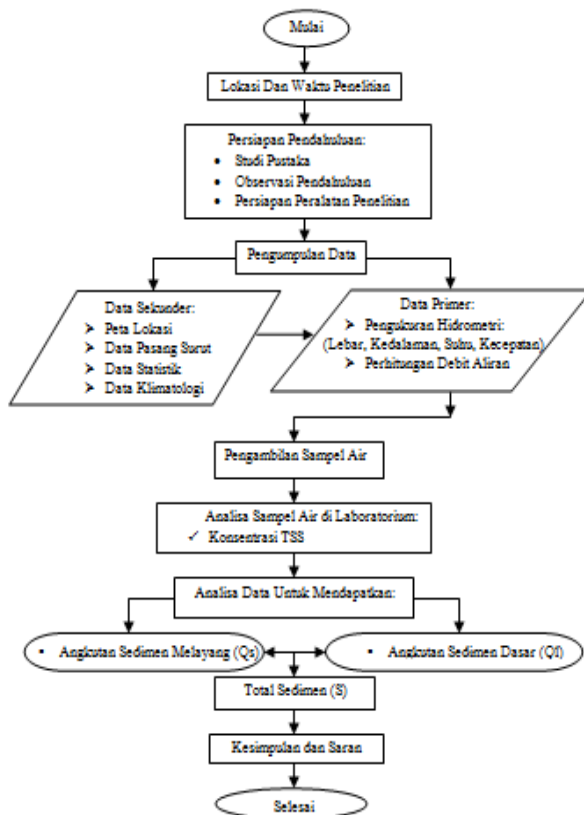 Mulai
Lokasi Dan Waktu Penelitian
Persiapan Pendahuluan:
• Studi Pustaka
• Observasi Pendahuluan
• Persiapan Peralatan Penelitian
Pengumpulan Data
Data Sekunder:
➢ Peta Lokasi
➢ Data Pasang Surut
➢ Data Statistik
➢ Data Klimatologi
Data Primer:
➢ Pengukuran Hidrometri:
(Lebar, Kedalaman, Suhu, Kecepatan)
➢ Perhitungan Debit Aliran
Pengambilan Sampel Air
Analisa Sampel Air di Laboratorium:
✓ Konsentrasi TSS
Analisa Data Untuk Mendapatkan:
• Angkutan Sedimen Melayang (Qs)
• Angkutan Sedimen Dasar (Qf)
Total Sedimen (S)
Kesimpulan dan Saran
Selesai